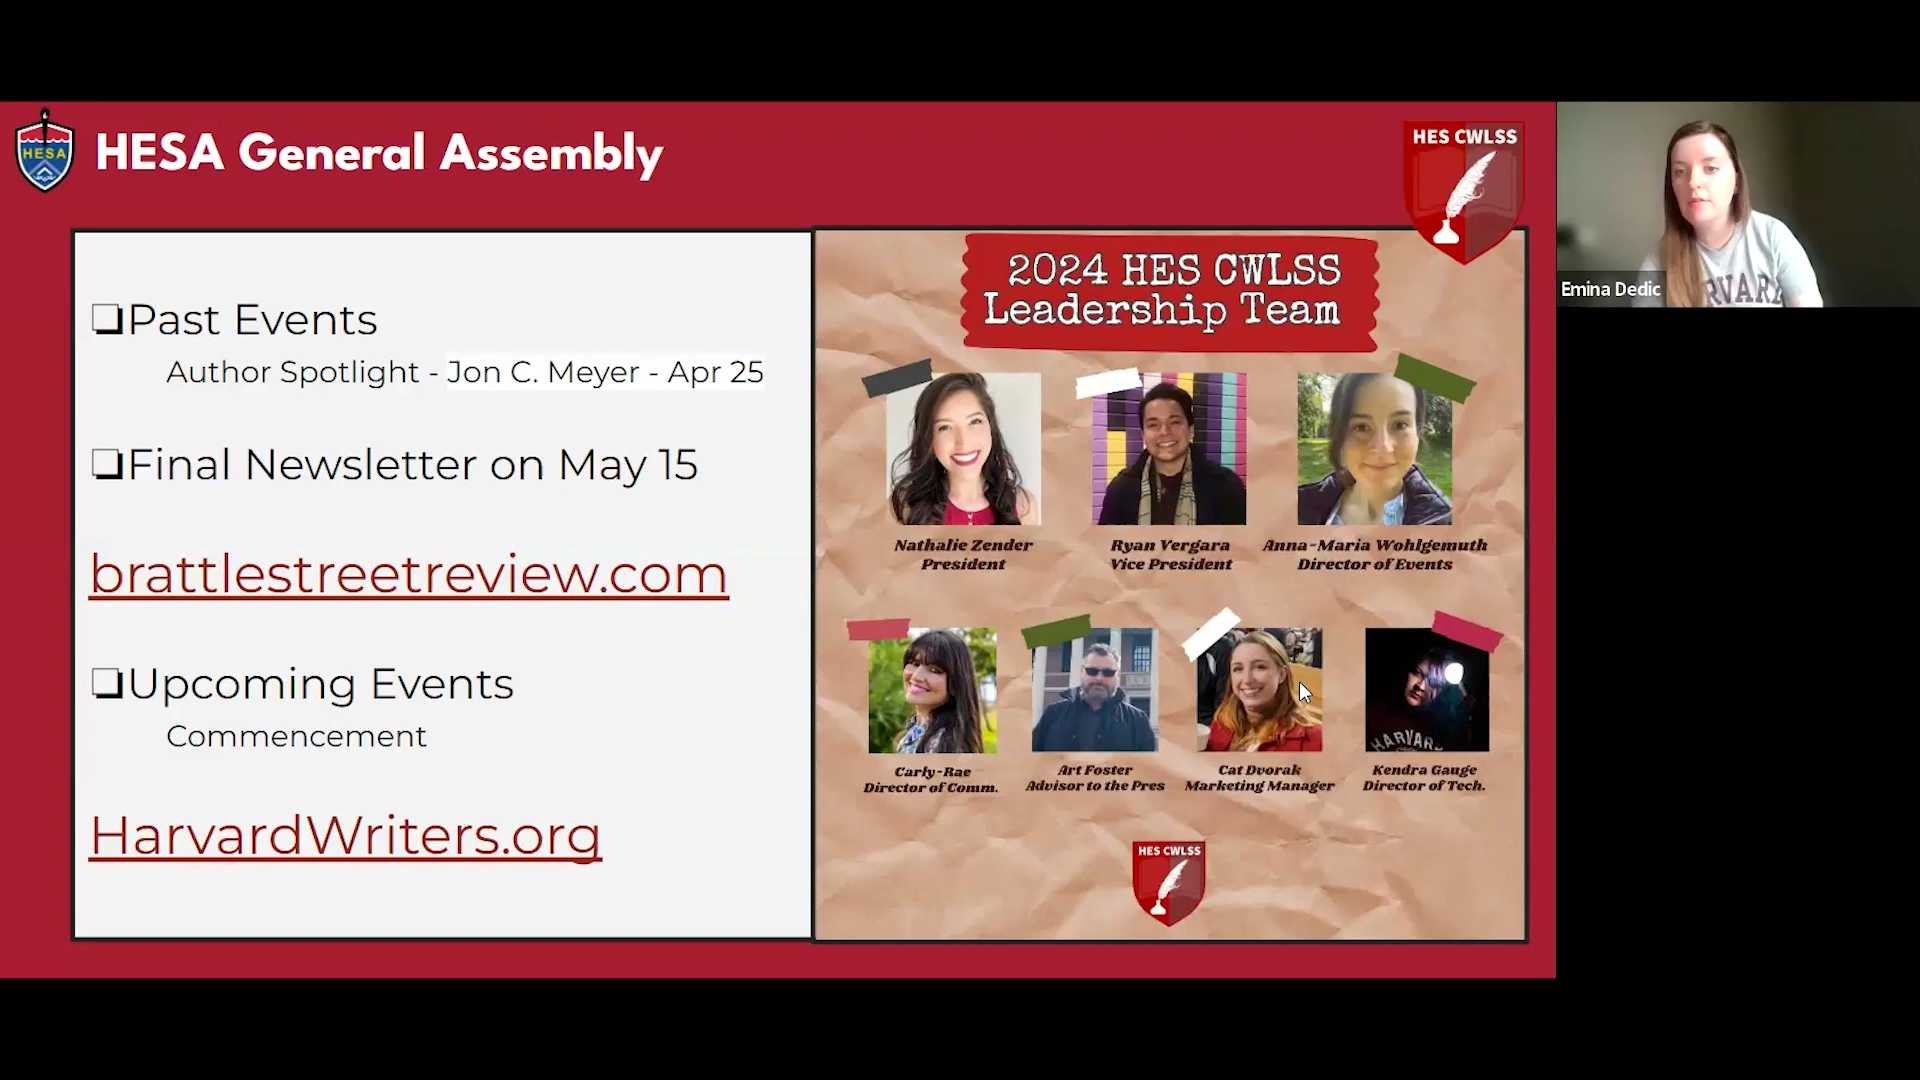 HESA
HESA General Assembly
HES CWLSS
❏Past Events
Author Spotlight - Jon C. Meyer - Apr 25
❏Final Newsletter on May 15
brattlestreetreview.com
❏Upcoming Events
Commencement
HarvardWriters.org
2024 HES CWLSS
Leadership Team
Nathalie Zender
President
Ryan Vergara
Vice President
Anna-Maria Wohlgemuth
Director of Events
Carly-Rae
Director of Comm.
Art Foster
Advisor to the Pres
Cat Dvorak
Marketing Manager
HARVAR
Kendra Gauge
Director of Tech.
HES CWLSS
RVARD
Emina Dedic